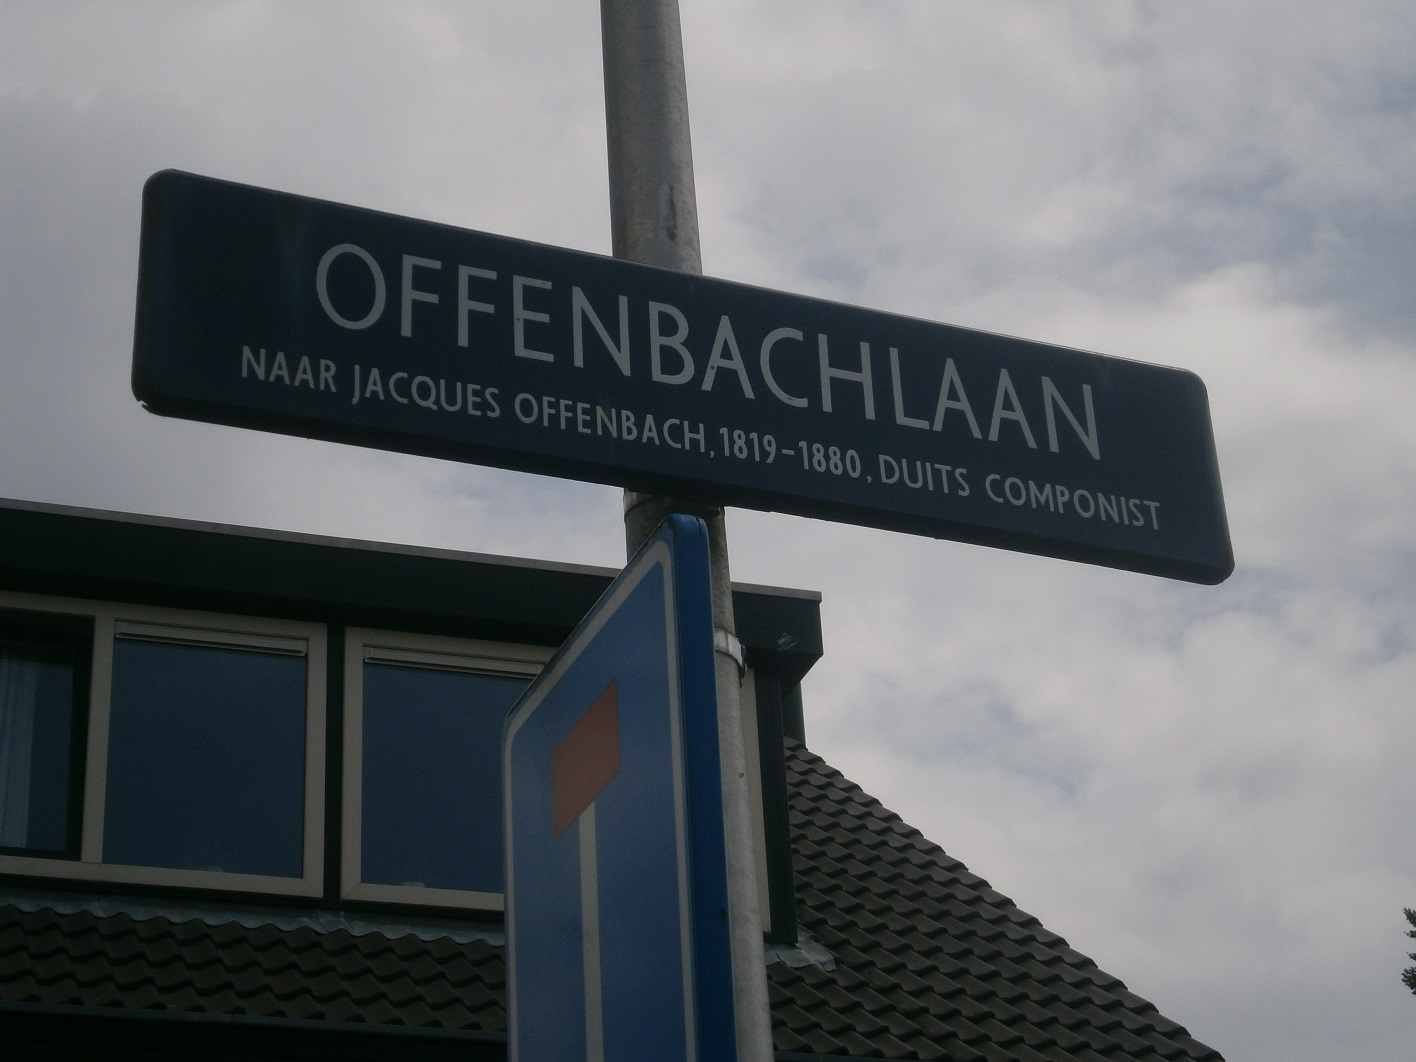 OFFENBACHLAAN
NAAR JACQUES OFFENBACH, 1819-1880, DUITS COMPONIST